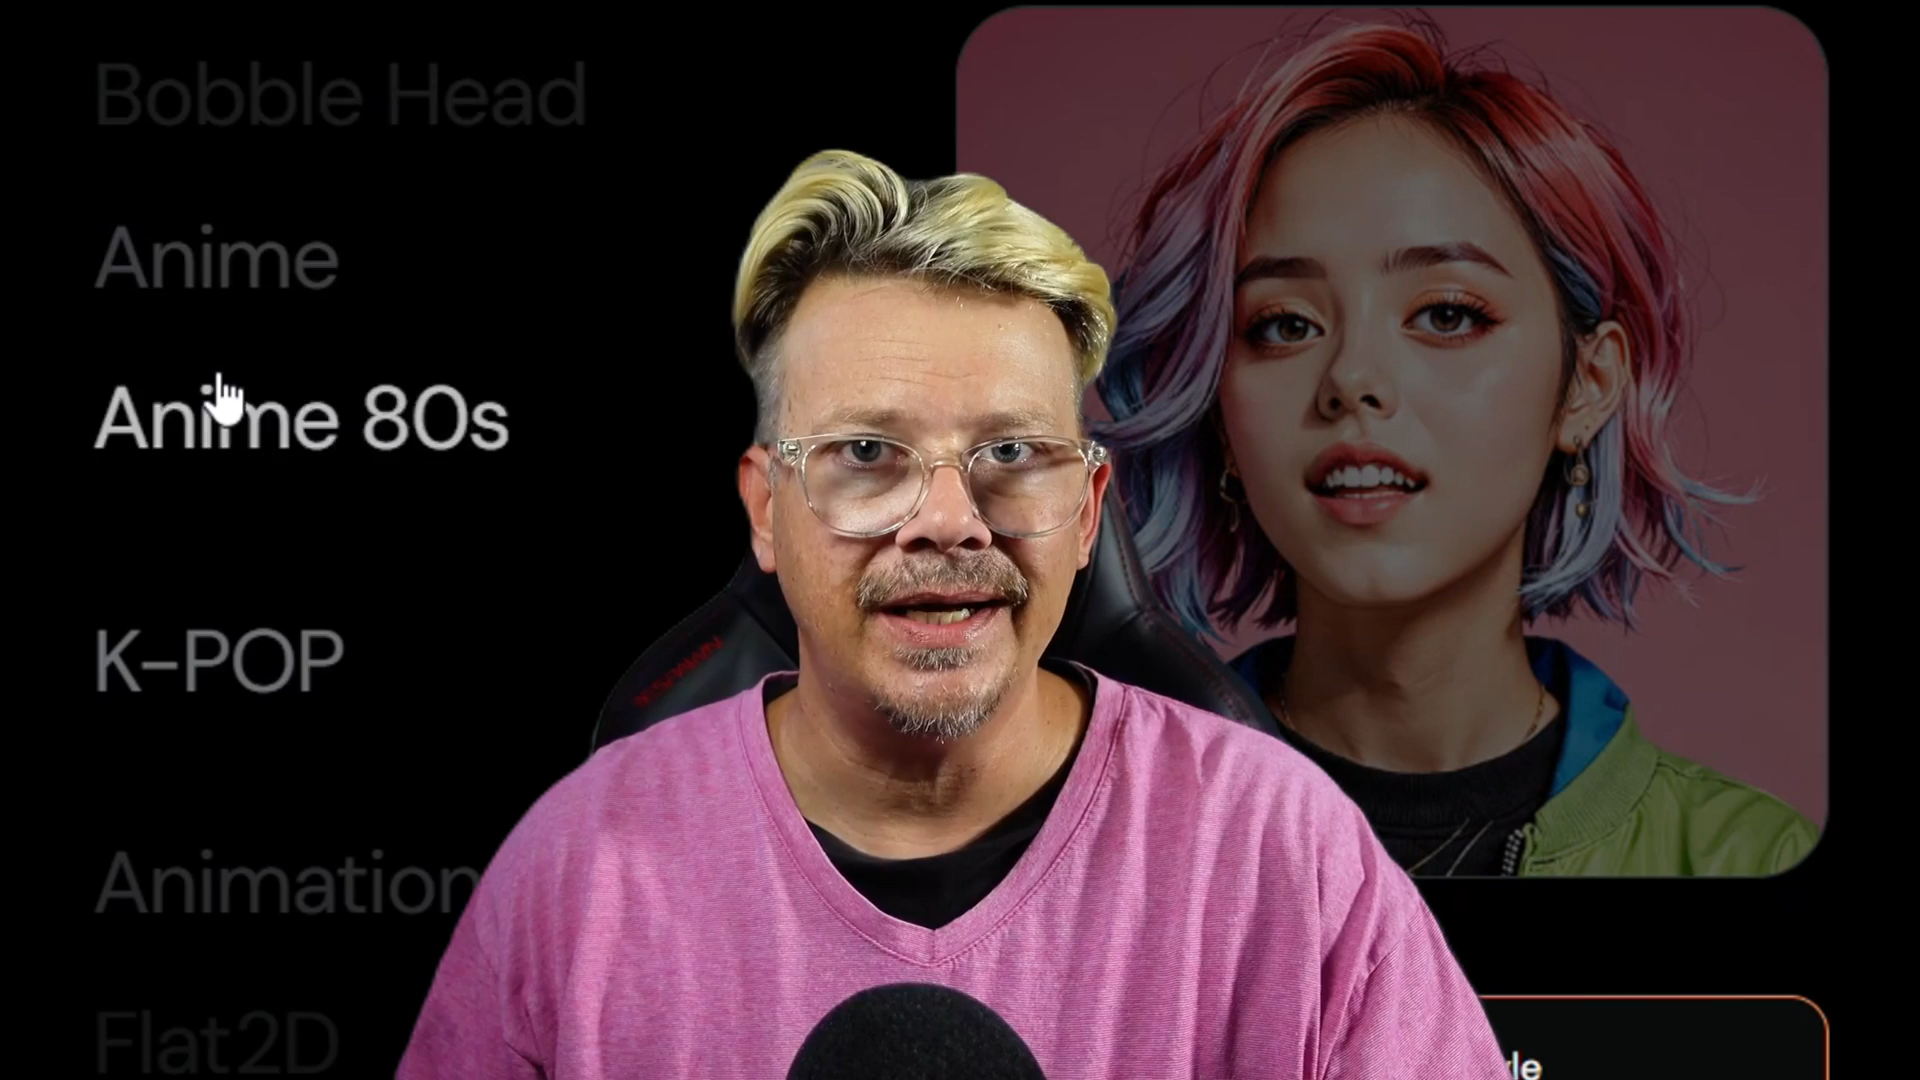 Bobble Head
Anime
Anime 80s
K-POP
Animation
Flat2D